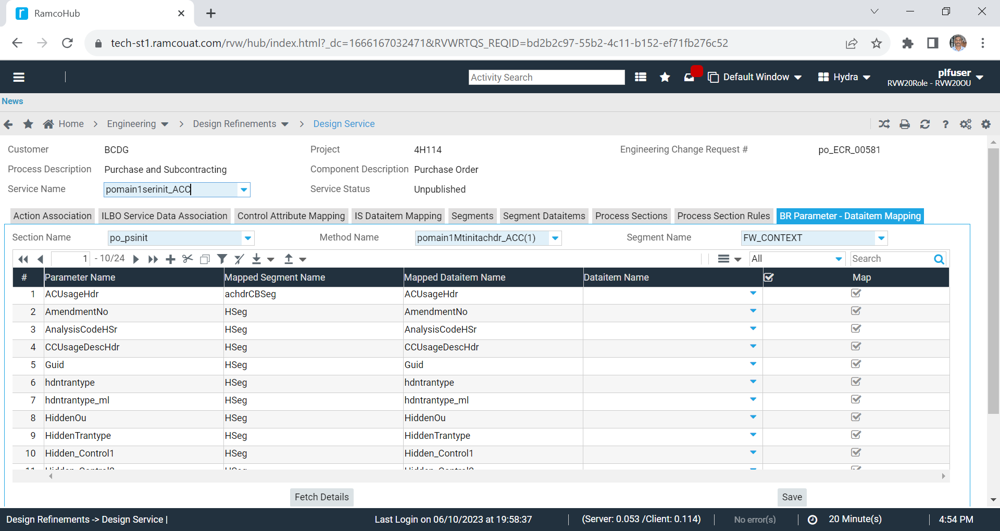 RamcoHub
tech-st1.ramcouat.com/rvw/hub/index.html?_dc=1666167032471&RVWRTQS_REQID=bd2b2c97-55b2-4c11-b152-ef71fb276c52
Activity Search
Default Window
Hydra
plfuser
RVW20Role - RVW20OU
News
Home > Engineering > Design Refinements > Design Service
Customer BCDG Project 4H114 Engineering Change Request # po_ECR_00581
Process Description Purchase and Subcontracting Component Description Purchase Order
Service Name pomain1serinit_ACC Service Status Unpublished
Action Association ILBO Service Data Association Control Attribute Mapping IS Dataitem Mapping Segments Segment Dataitems Process Sections Process Section Rules BR Parameter - Dataitem Mapping
Section Name po_psinit Method Name pomain1Mtinitachdr_ACC(1) Segment Name FW_CONTEXT
1 - 10/24 All Search
# Parameter Name Mapped Segment Name Mapped Dataitem Name Dataitem Name Map
1 ACUsageHdr achdrCBSeg ACUsageHdr
2 AmendmentNo HSeg AmendmentNo
3 AnalysisCodeHSr HSeg AnalysisCodeHSr
4 CCUsageDescHdr HSeg CCUsageDescHdr
5 Guid HSeg Guid
6 hdntrantype HSeg hdntrantype
7 hdntrantype_ml HSeg hdntrantype_ml
8 HiddenOu HSeg HiddenOu
9 HiddenTrantype HSeg HiddenTrantype
10 Hidden_Control1 HSeg Hidden_Control1
Fetch Details Save
Design Refinements -> Design Service | Last Login on 06/10/2023 at 19:58:37 (Server: 0.053 /Client: 0.114) No error(s) 20 Minute(s) 4:54 PM